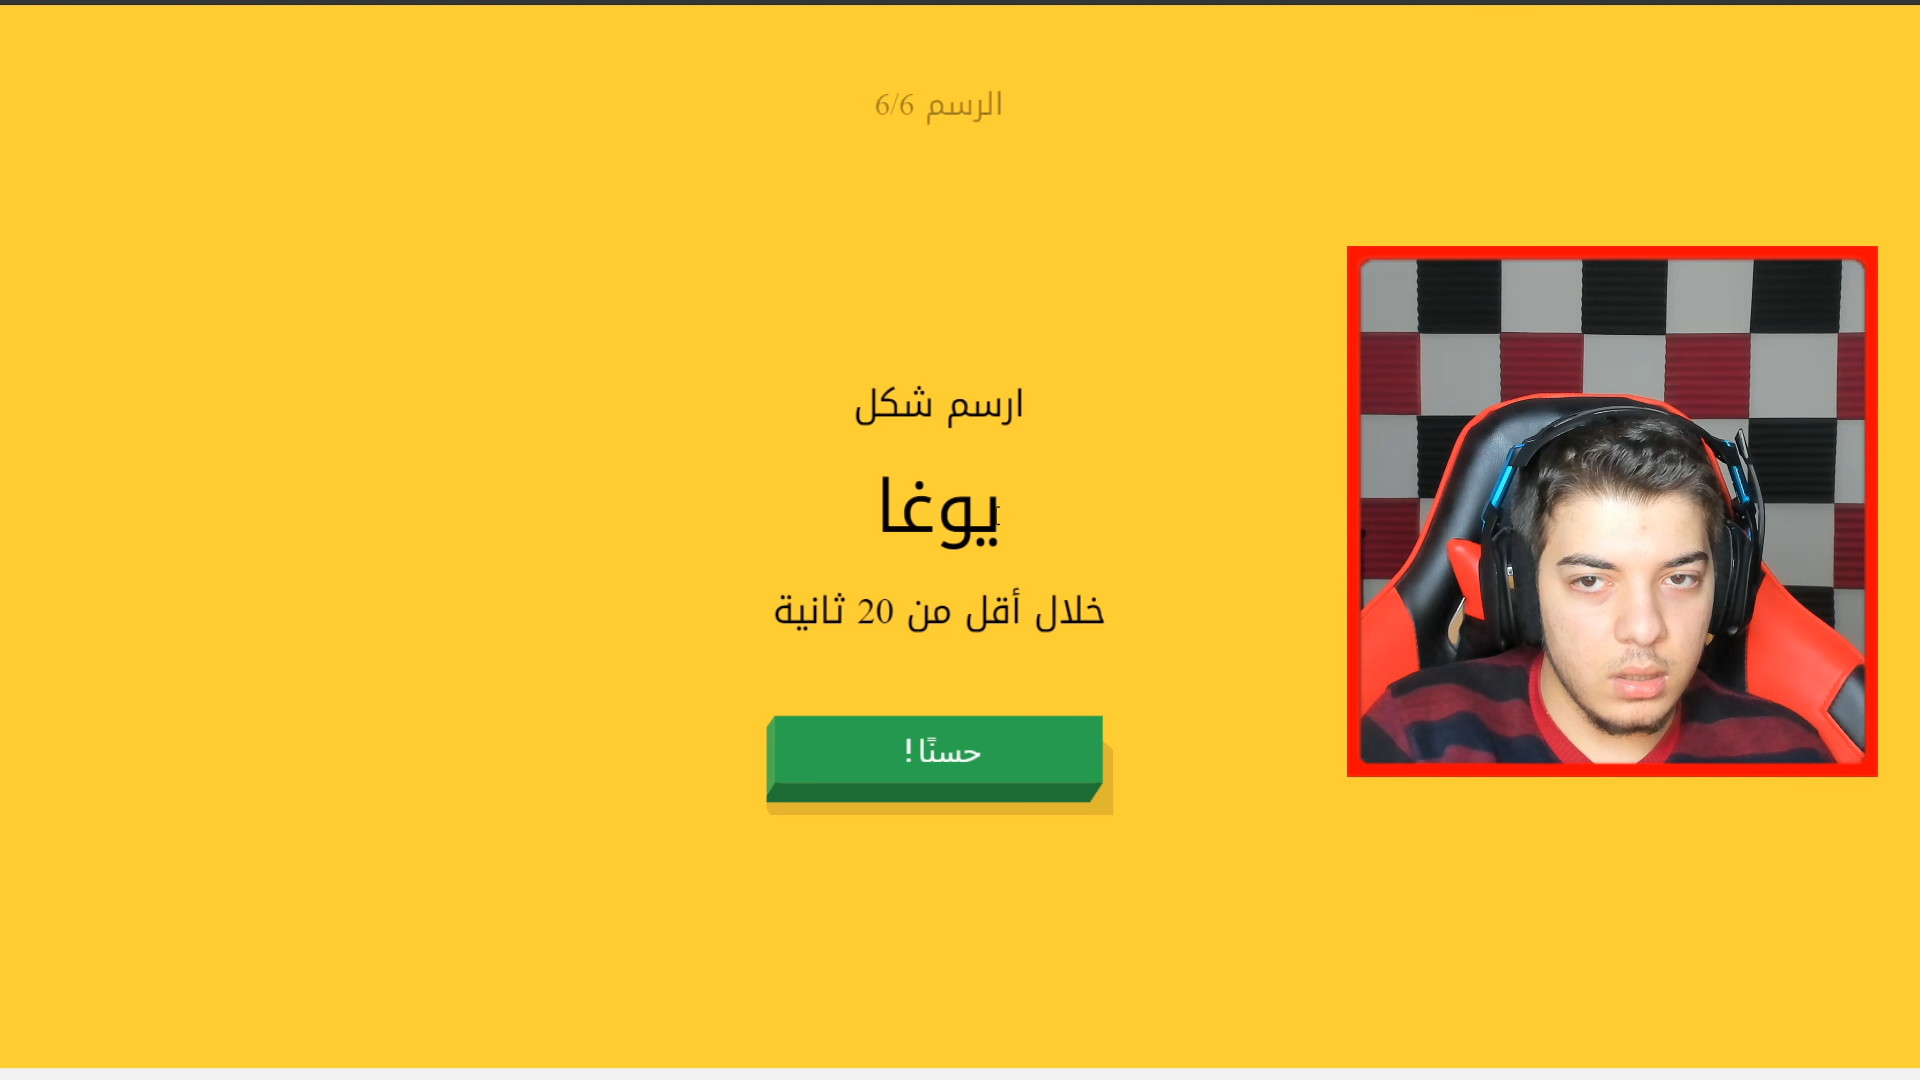 الرسم 6/6
ارسم شكل
يوغا
خلال أقل من 20 ثانية
حسنًا!